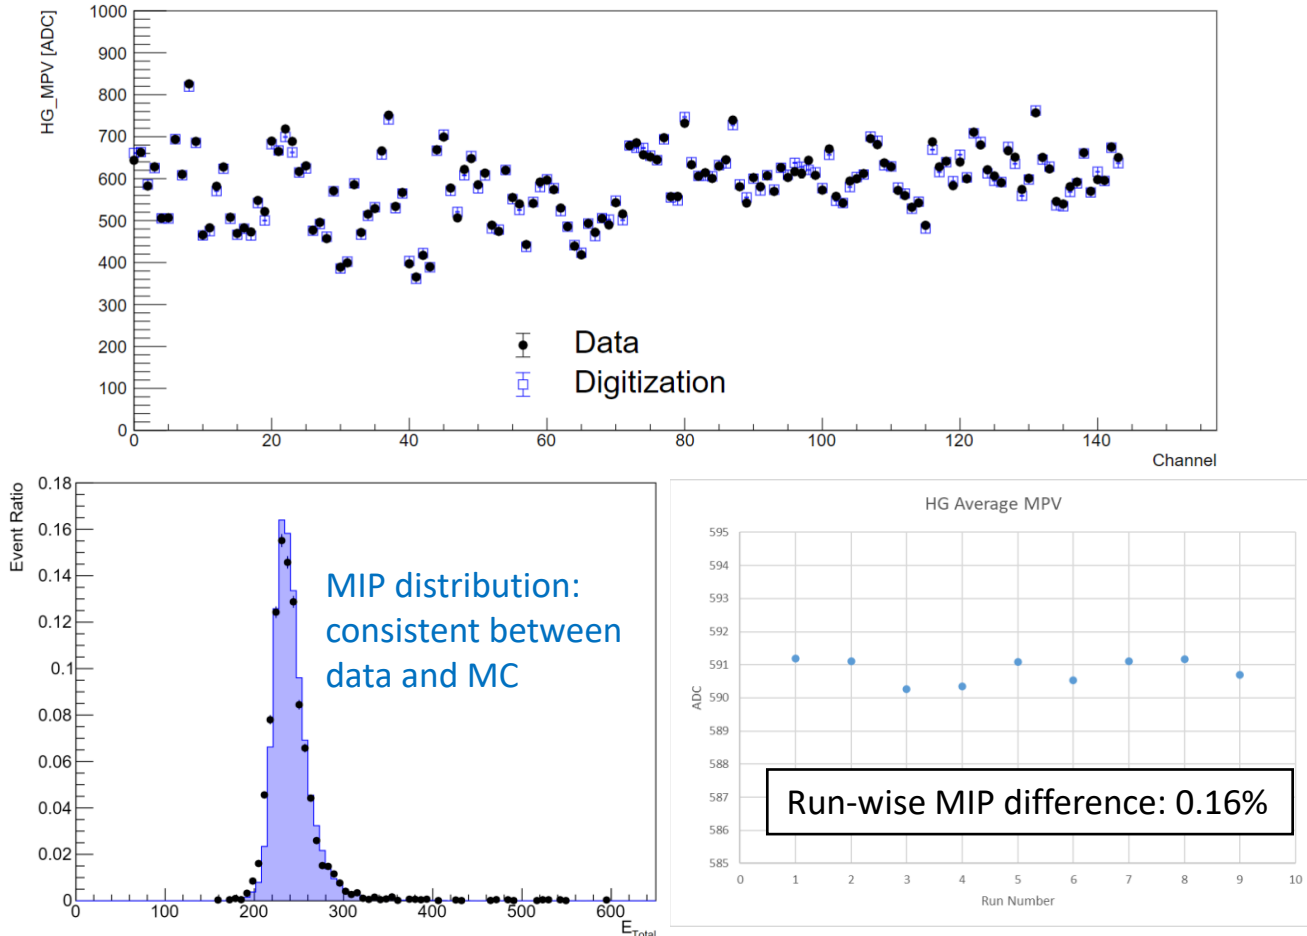 HG_MPV [ADC]
1000
900
800
700
600
500
400
300
200
100
0
0 20 40 60 80 100 120 140
Channel
Data
Digitization
Event Ratio
0.18
0.16
0.14
0.12
0.1
0.08
0.06
0.04
0.02
0
0 100 200 300 400 500 600
E_Total
MIP distribution:
consistent between
data and MC
HG Average MPV
ADC
595
594
593
592
591
590
589
588
587
586
585
0 1 2 3 4 5 6 7 8 9 10
Run Number
Run-wise MIP difference: 0.16%